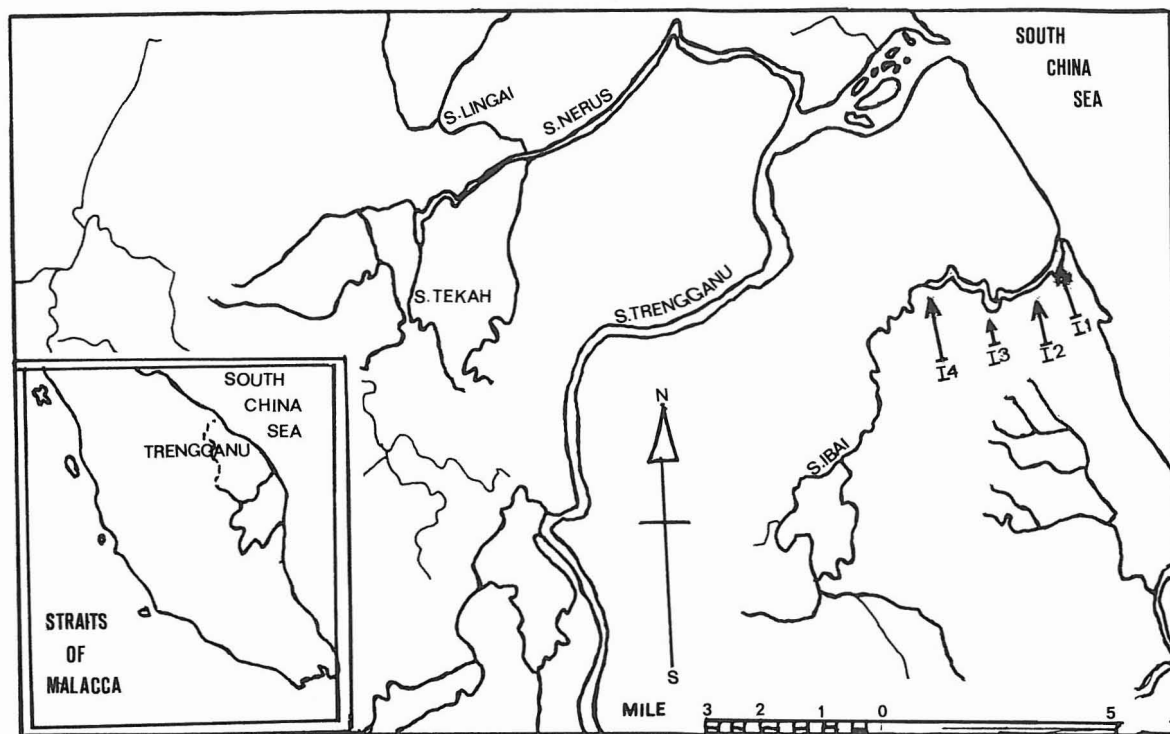 SOUTH
CHINA
SEA
S.LINGAI
S.NERUS
S.TEKAH
S.TRENGGANU
I1
I2
I3
I4
S.IBAI
N
S
SOUTH
CHINA
SEA
TRENGGANU
STRAITS
OF
MALACCA
MILE 3 2 1 0 5